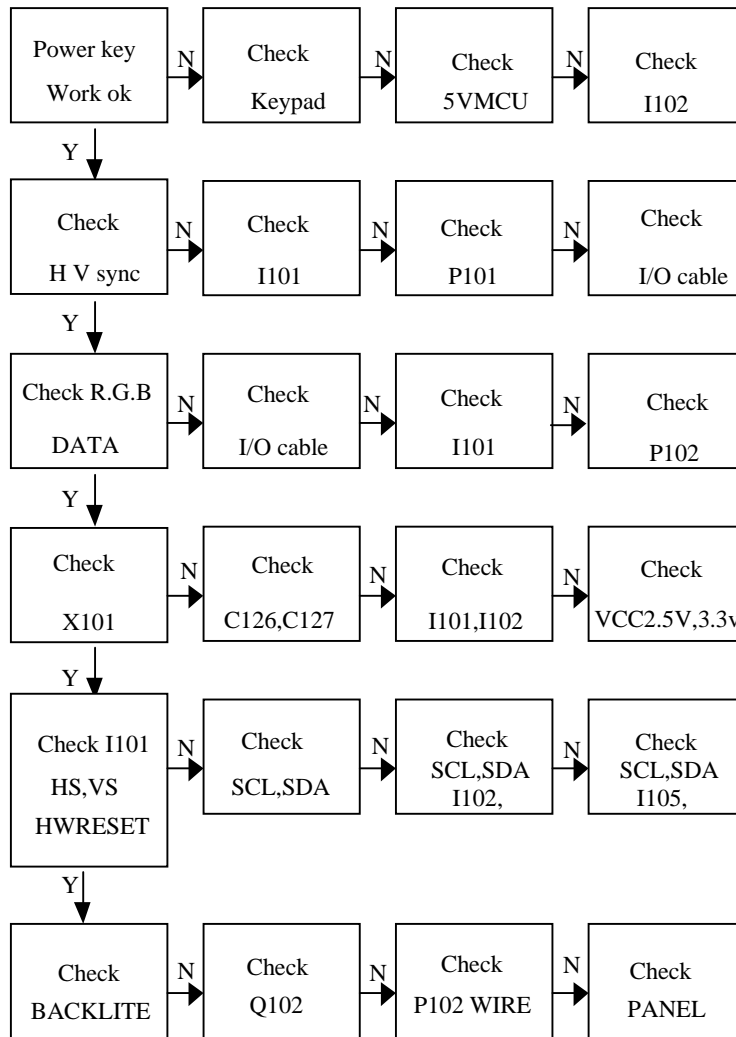 Power key
Work ok
N
Check
Keypad
N
Check
5VMCU
N
Check
I102
Y
Check
H V sync
N
Check
I101
N
Check
P101
N
Check
I/O cable
Y
Check R.G.B
DATA
N
Check
I/O cable
N
Check
I101
N
Check
P102
Y
Check
X101
N
Check
C126,C127
N
Check
I101,I102
N
Check
VCC2.5V,3.3v
Y
Check I101
HS,VS
HWRESET
N
Check
SCL,SDA
N
Check
SCL,SDA
I102,
N
Check
SCL,SDA
I105,
Y
Check
BACKLITE
N
Check
Q102
N
Check
P102 WIRE
N
Check
PANEL